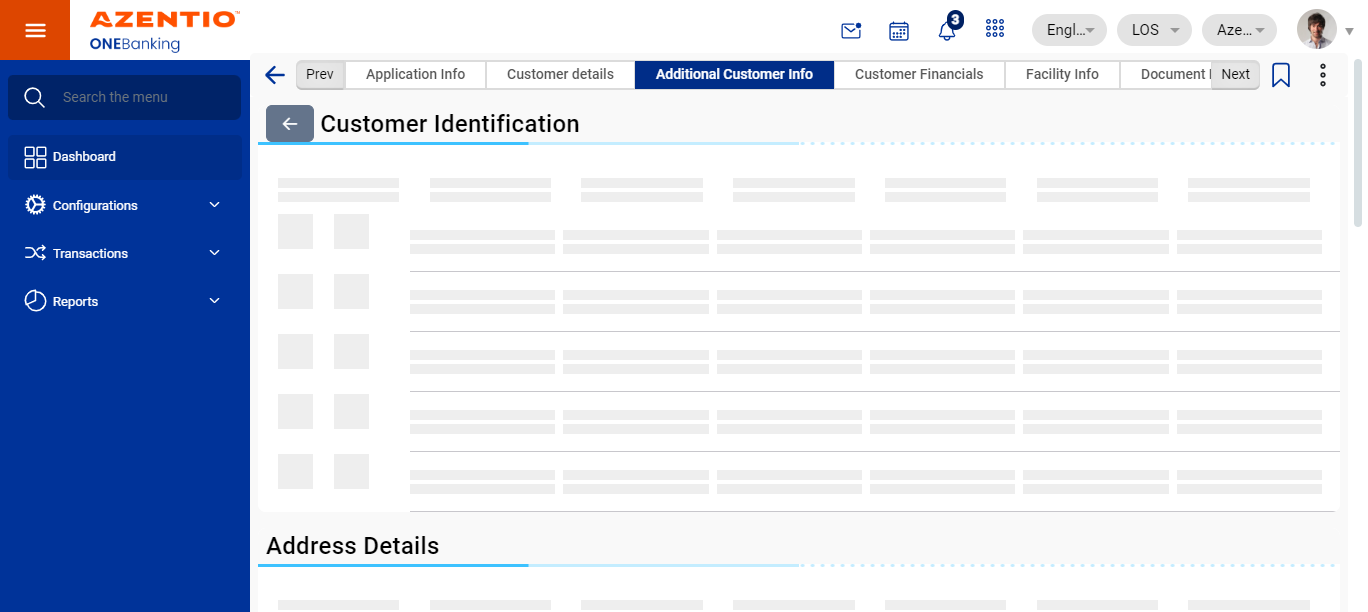 AZENTIO™
ONEBanking
3
Engl...
LOS
Aze...
Search the menu
Dashboard
Configurations
Transactions
Reports
Prev
Application Info
Customer details
Additional Customer Info
Customer Financials
Facility Info
Document
Next
Customer Identification
Address Details